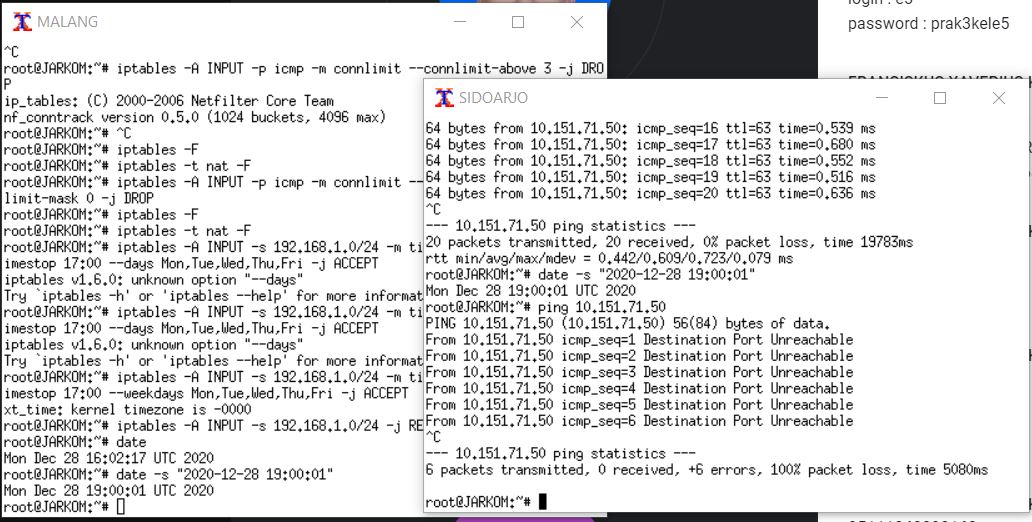 MALANG
^C
root@JARKOM:~# iptables -A INPUT -p icmp -m connlimit --connlimit-above 3 -j DRO
P
ip_tables: (C) 2000-2006 Netfilter Core Team
nf_conntrack version 0.5.0 (1024 buckets, 4096 max)
root@JARKOM:~# ^C
root@JARKOM:~# iptables -F
root@JARKOM:~# iptables -t nat -F
root@JARKOM:~# iptables -A INPUT -p icmp -m connlimit --
limit-mask 0 -j DROP
root@JARKOM:~# iptables -F
root@JARKOM:~# iptables -t nat -F
root@JARKOM:~# iptables -A INPUT -s 192.168.1.0/24 -m ti
imestop 17:00 --days Mon,Tue,Wed,Thu,Fri -j ACCEPT
iptables v1.6.0: unknown option "--days"
Try `iptables -h' or 'iptables --help' for more informat
root@JARKOM:~# iptables -A INPUT -s 192.168.1.0/24 -m ti
imestop 17:00 --days Mon,Tue,Wed,Thu,Fri -j ACCEPT
iptables v1.6.0: unknown option "--days"
Try `iptables -h' or 'iptables --help' for more informat
root@JARKOM:~# iptables -A INPUT -s 192.168.1.0/24 -m ti
imestop 17:00 --weekdays Mon,Tue,Wed,Thu,Fri -j ACCEPT
xt_time: kernel timezone is -0000
root@JARKOM:~# iptables -A INPUT -s 192.168.1.0/24 -j RE
root@JARKOM:~# date
Mon Dec 28 16:02:17 UTC 2020
root@JARKOM:~# date -s "2020-12-28 19:00:01"
Mon Dec 28 19:00:01 UTC 2020
root@JARKOM:~#
SIDOARJO
64 bytes from 10.151.71.50: icmp_seq=16 ttl=63 time=0.539 ms
64 bytes from 10.151.71.50: icmp_seq=17 ttl=63 time=0.680 ms
64 bytes from 10.151.71.50: icmp_seq=18 ttl=63 time=0.552 ms
64 bytes from 10.151.71.50: icmp_seq=19 ttl=63 time=0.516 ms
64 bytes from 10.151.71.50: icmp_seq=20 ttl=63 time=0.636 ms
^C
--- 10.151.71.50 ping statistics ---
20 packets transmitted, 20 received, 0% packet loss, time 19783ms
rtt min/avg/max/mdev = 0.442/0.609/0.723/0.079 ms
root@JARKOM:~# date -s "2020-12-28 19:00:01"
Mon Dec 28 19:00:01 UTC 2020
root@JARKOM:~# ping 10.151.71.50
PING 10.151.71.50 (10.151.71.50) 56(84) bytes of data.
From 10.151.71.50 icmp_seq=1 Destination Port Unreachable
From 10.151.71.50 icmp_seq=2 Destination Port Unreachable
From 10.151.71.50 icmp_seq=3 Destination Port Unreachable
From 10.151.71.50 icmp_seq=4 Destination Port Unreachable
From 10.151.71.50 icmp_seq=5 Destination Port Unreachable
From 10.151.71.50 icmp_seq=6 Destination Port Unreachable
^C
--- 10.151.71.50 ping statistics ---
6 packets transmitted, 0 received, +6 errors, 100% packet loss, time 5080ms
root@JARKOM:~#
login : e5
password : prak3kele5